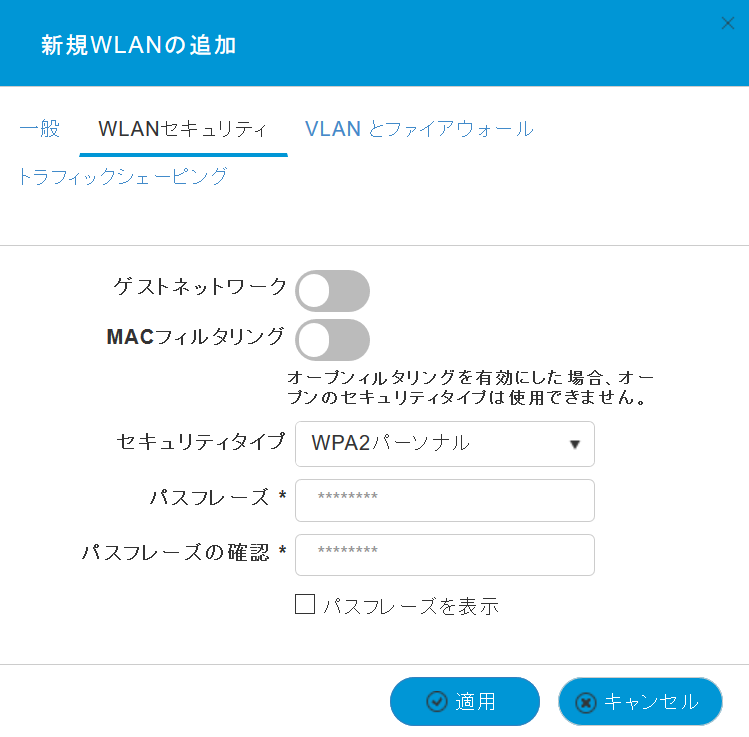 新規WLANの追加
一般 WLANセキュリティ VLAN とファイアウォール
トラフィックシェーピング
ゲストネットワーク
MACフィルタリング
オープンィルタリングを有効にした場合、オー
プンのセキュリティタイプは使用できません。
セキュリティタイプ WPA2パーソナル
パスフレーズ * ********
パスフレーズの確認 * ********
パスフレーズを表示
適用 キャンセル